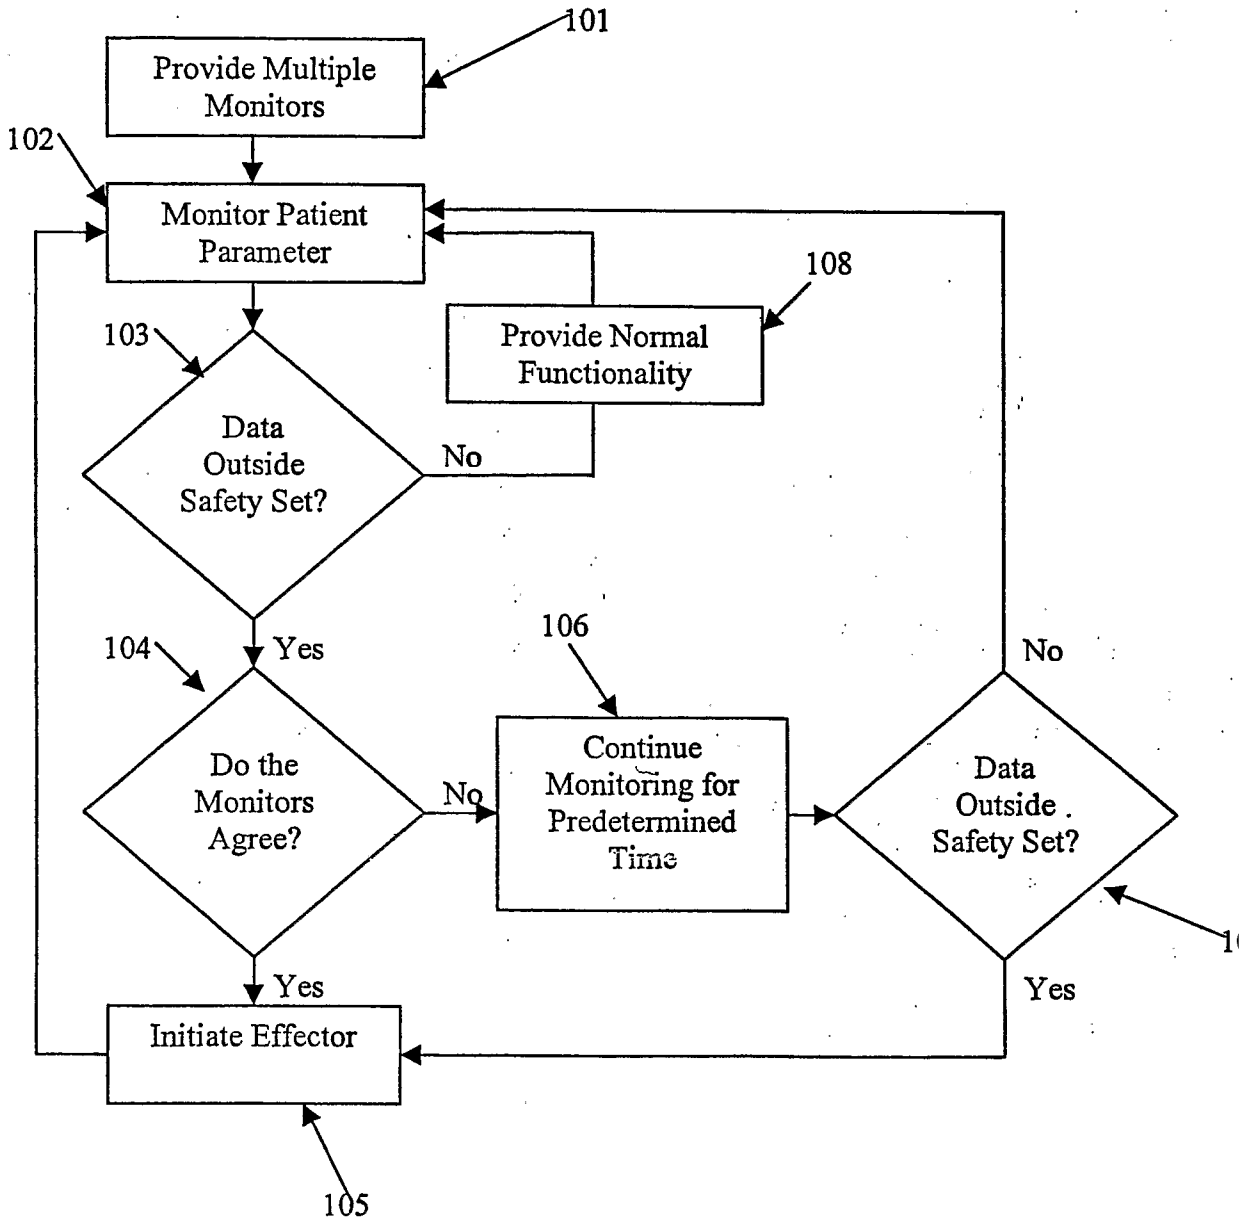 101
Provide Multiple
Monitors
102
Monitor Patient
Parameter
108
Provide Normal
Functionality
103
Data
Outside
Safety Set?
No
Yes
104
106
No
Do the
Monitors
Agree?
No
Continue
Monitoring for
Predetermined
Time
Data
Outside
Safety Set?
Yes
Yes
Initiate Effector
105